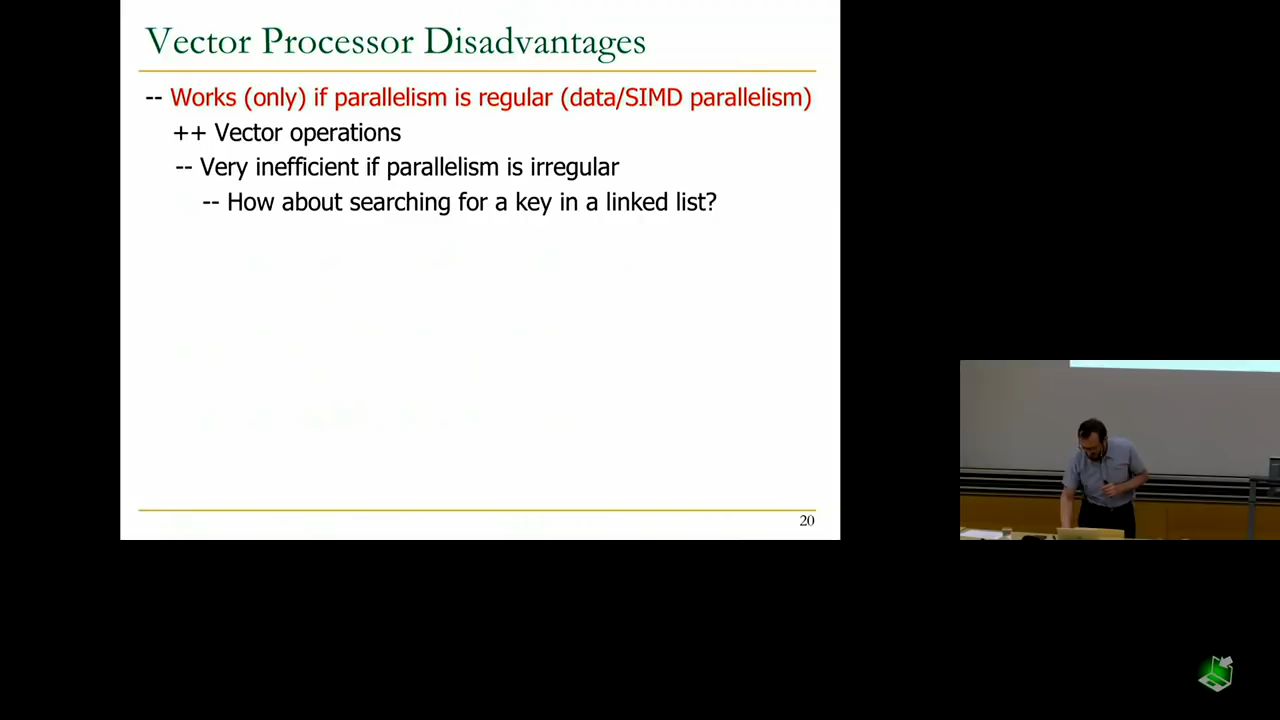 Vector Processor Disadvantages
-- Works (only) if parallelism is regular (data/SIMD parallelism)
++ Vector operations
-- Very inefficient if parallelism is irregular
-- How about searching for a key in a linked list?
20